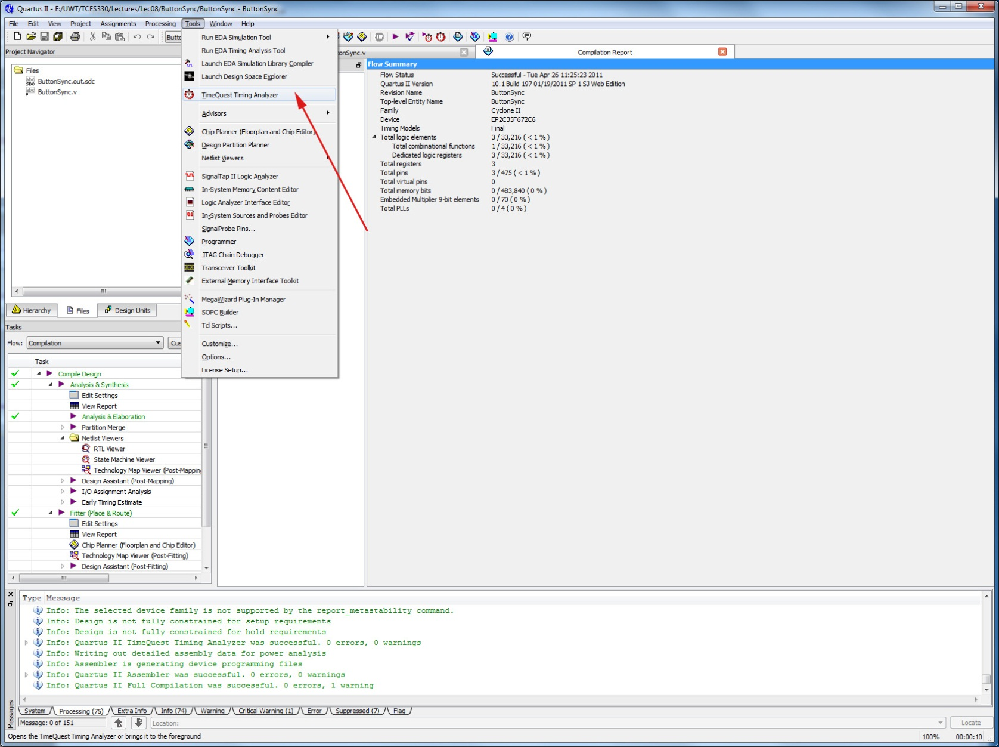 Quartus II - E:/UWT/TCES330/Lectures/Lec08/ButtonSync/ButtonSync - ButtonSync
File Edit View Project Assignments Processing Tools Window Help
Butto
STOP
Project Navigator
Files
ButtonSync.out.sdc
ButtonSync.v
Hierarchy Files Design Units
Run EDA Simulation Tool
Run EDA Timing Analysis Tool
Launch EDA Simulation Library Compiler
Launch Design Space Explorer
TimeQuest Timing Analyzer
Advisors
Chip Planner (Floorplan and Chip Editor)
Design Partition Planner
Netlist Viewers
SignalTap II Logic Analyzer
In-System Memory Content Editor
Logic Analyzer Interface Editor
In-System Sources and Probes Editor
SignalProbe Pins...
Programmer
JTAG Chain Debugger
Transceiver Toolkit
External Memory Interface Toolkit
MegaWizard Plug-In Manager
SOPC Builder
Tcl Scripts...
Customize...
Options...
License Setup...
onSync.v
Compilation Report
Flow Summary
Flow Status Successful - Tue Apr 26 11:25:23 2011
Quartus II Version 10.1 Build 197 01/19/2011 SP 1 SJ Web Edition
Revision Name ButtonSync
Top-level Entity Name ButtonSync
Family Cyclone II
Device EP2C35F672C6
Timing Models Final
Total logic elements 3 / 33,216 ( < 1 % )
Total combinational functions 1 / 33,216 ( < 1 % )
Dedicated logic registers 3 / 33,216 ( < 1 % )
Total registers 3
Total pins 3 / 475 ( < 1 % )
Total virtual pins 0
Total memory bits 0 / 483,840 ( 0 % )
Embedded Multiplier 9-bit elements 0 / 70 ( 0 % )
Total PLLs 0 / 4 ( 0 % )
Tasks
Flow: Compilation Cus
Task
Compile Design
Analysis & Synthesis
Edit Settings
View Report
Analysis & Elaboration
Partition Merge
Netlist Viewers
RTL Viewer
State Machine Viewer
Technology Map Viewer (Post-Mapping
Design Assistant (Post-Mapping)
I/O Assignment Analysis
Early Timing Estimate
Fitter (Place & Route)
Edit Settings
View Report
Chip Planner (Floorplan and Chip Editor)
Technology Map Viewer (Post-Fitting)
Design Assistant (Post-Fitting)
Type Message
Info: The selected device family is not supported by the report_metastability command.
Info: Design is not fully constrained for setup requirements
Info: Design is not fully constrained for hold requirements
Info: Quartus II TimeQuest Timing Analyzer was successful. 0 errors, 0 warnings
Info: Writing out detailed assembly data for power analysis
Info: Assembler is generating device programming files
Info: Quartus II Assembler was successful. 0 errors, 0 warnings
Info: Quartus II Full Compilation was successful. 0 errors, 1 warning
Messages
System Processing (75) Extra Info Info (74) Warning Critical Warning (1) Error Suppressed (7) Flag
Message: 0 of 151 Location: Locate
Opens the TimeQuest Timing Analyzer or brings it to the foreground 100% 00:00:10